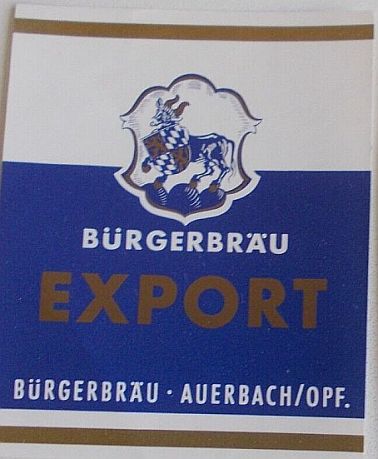 BÜRGERBRÄU
EXPORT
BÜRGERBRÄU · AUERBACH/OPF.